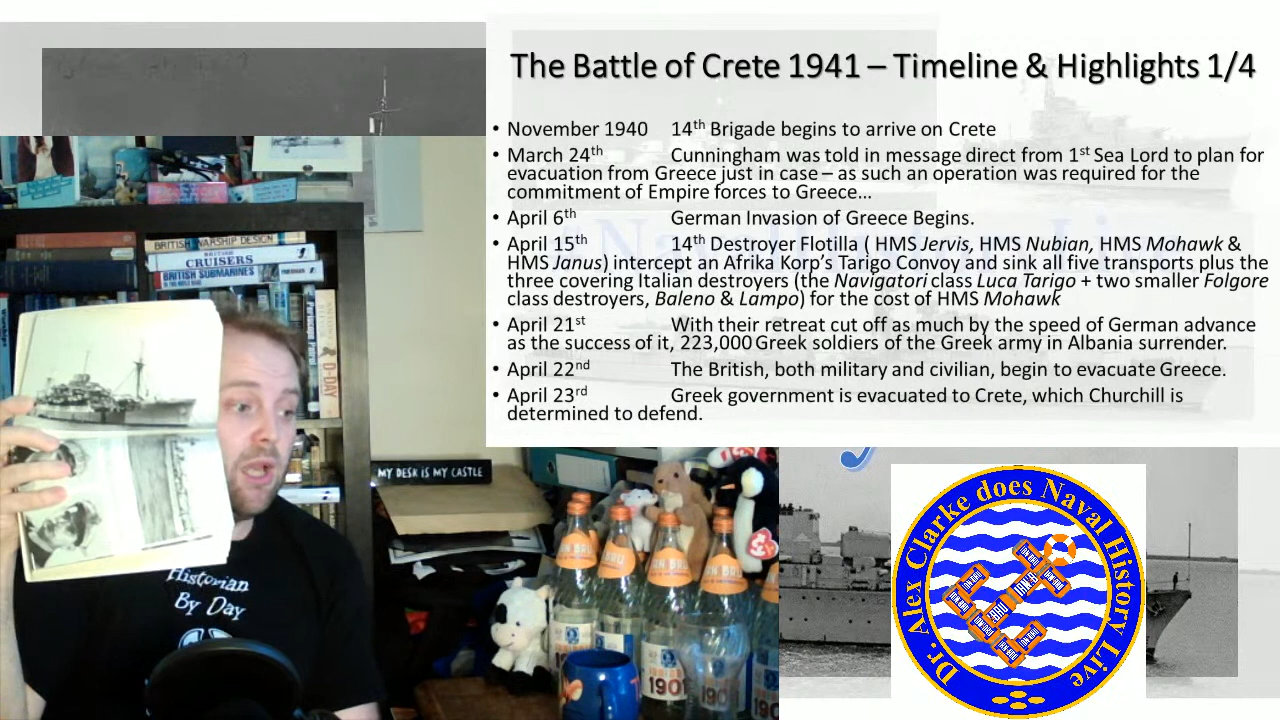 The Battle of Crete 1941 – Timeline & Highlights 1/4
• November 1940 14th Brigade begins to arrive on Crete
• March 24th Cunningham was told in message direct from 1st Sea Lord to plan for
evacuation from Greece just in case – as such an operation was required for the
commitment of Empire forces to Greece…
• April 6th German Invasion of Greece Begins.
• April 15th 14th Destroyer Flotilla ( HMS Jervis, HMS Nubian, HMS Mohawk &
HMS Janus) intercept an Afrika Korp’s Tarigo Convoy and sink all five transports plus the
three covering Italian destroyers (the Navigatori class Luca Tarigo + two smaller Folgore
class destroyers, Baleno & Lampo) for the cost of HMS Mohawk
• April 21st With their retreat cut off as much by the speed of German advance
as the success of it, 223,000 Greek soldiers of the Greek army in Albania surrender.
• April 22nd The British, both military and civilian, begin to evacuate Greece.
• April 23rd Greek government is evacuated to Crete, which Churchill is
determined to defend.
BRITISH WARSHIP DESIGN
BRITISH
CRUISERS
BRITISH SUBMARINES
FRIEDMAN
D-DAY
MY DESK IS MY CASTLE
Historian
By Day
BRU
1901
190
Dr. Alex Clarke does Naval History Live